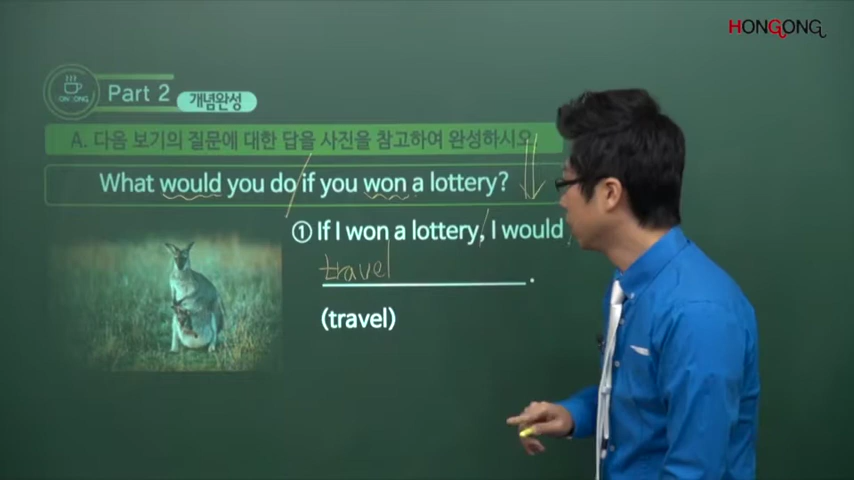 HONGONG
ONGONG
Part 2 개념완성
A. 다음 보기의 질문에 대한 답을 사진을 참고하여 완성하시오
What would you do if you won a lottery?
① If I won a lottery, I would
travel
.
(travel)